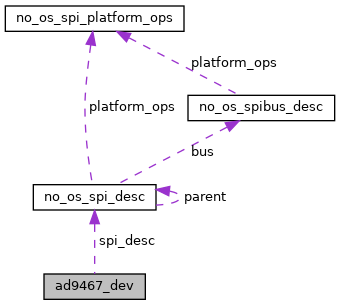 no_os_spi_platform_ops
platform_ops
platform_ops
no_os_spibus_desc
bus
no_os_spi_desc
parent
spi_desc
ad9467_dev